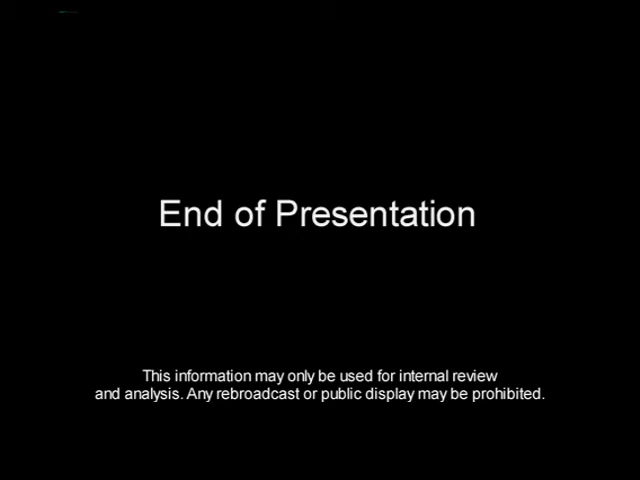 End of Presentation
This information may only be used for internal review
and analysis. Any rebroadcast or public display may be prohibited.